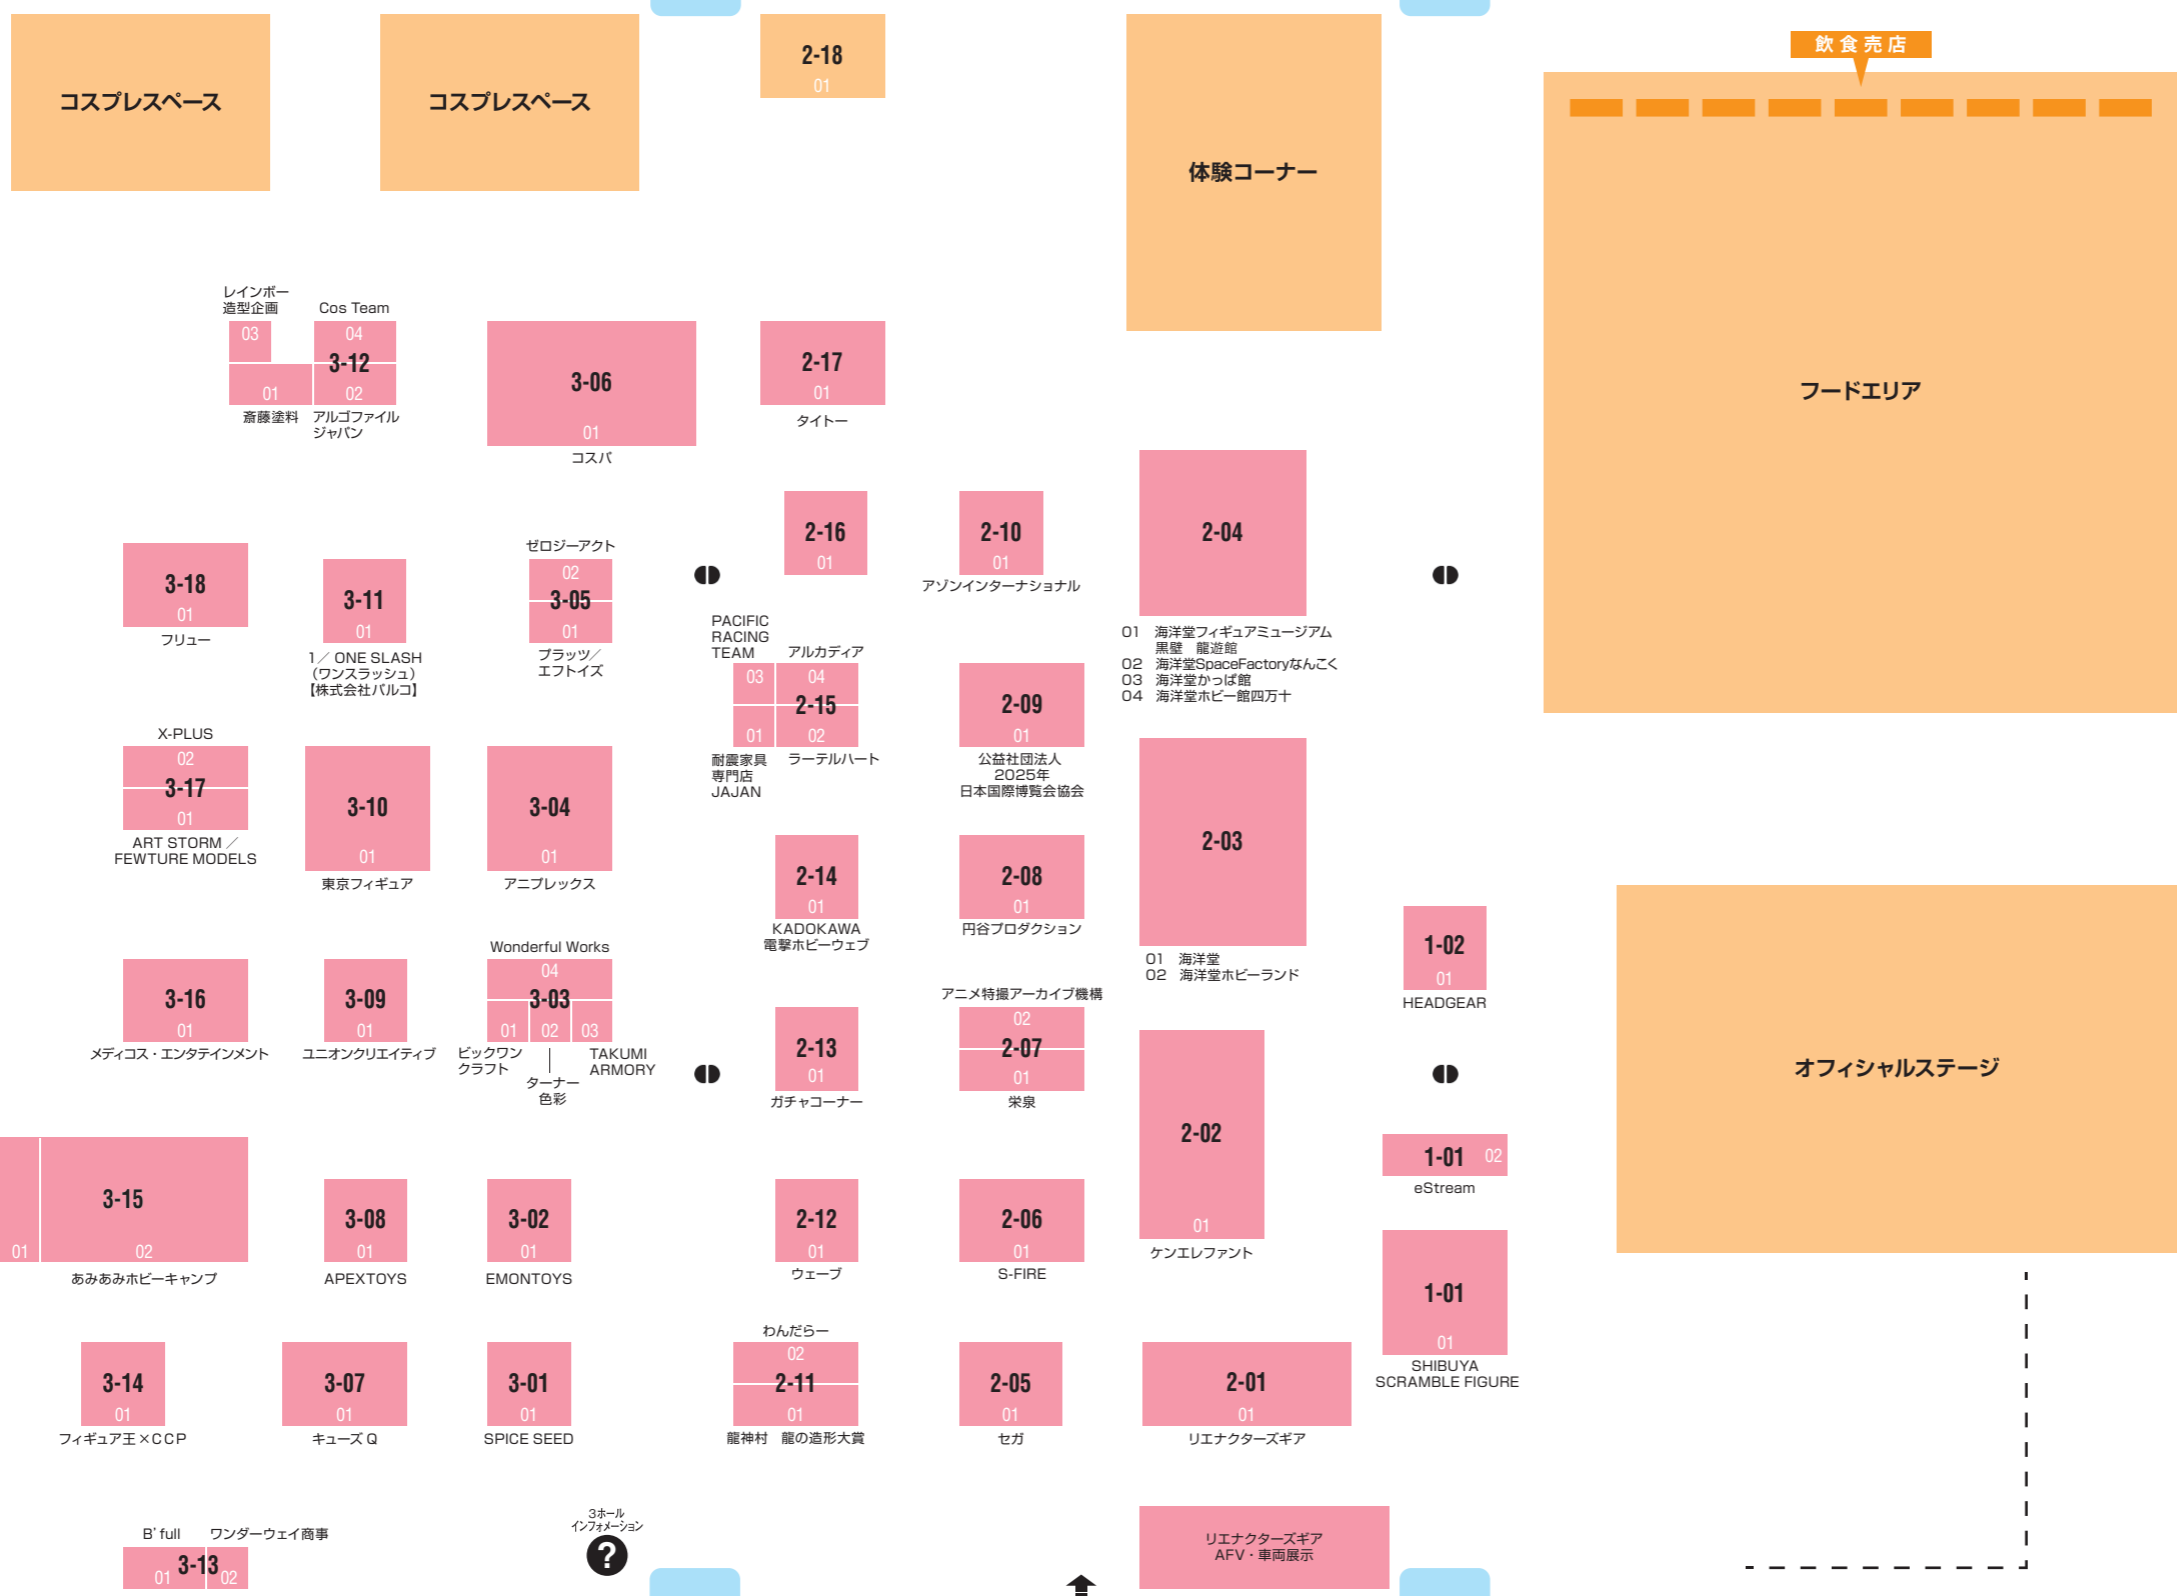 飲食売店
コスプレスペース
コスプレスペース
2-18
01
体験コーナー
フードエリア
レインボー
造型企画
Cos Team
03
04
3-12
01
02
斎藤塗料
アルゴファイル
ジャパン
3-06
01
コスパ
2-17
01
タイトー
2-16
01
2-10
01
アゾンインターナショナル
2-04
01 海洋堂フィギュアミュージアム
黒壁 龍遊館
02 海洋堂SpaceFactoryなんこく
03 海洋堂かっぱ館
04 海洋堂ホビー館四万十
3-18
01
フリュー
3-11
01
1／ ONE SLASH
（ワンスラッシュ）
【株式会社パルコ】
ゼロジーアクト
02
3-05
01
プラッツ／
エフトイズ
PACIFIC
RACING
TEAM
アルカディア
03
04
2-15
01
02
耐震家具
専門店
JAJAN
ラーテルハート
2-09
01
公益社団法人
2025年
日本国際博覧会協会
X-PLUS
02
3-17
01
ART STORM ／
FEWTURE MODELS
3-10
01
東京フィギュア
3-04
01
アニプレックス
2-14
01
KADOKAWA
電撃ホビーウェブ
2-08
01
円谷プロダクション
2-03
01 海洋堂
02 海洋堂ホビーランド
1-02
01
HEADGEAR
オフィシャルステージ
3-16
01
メディコス・エンタテインメント
3-09
01
ユニオンクリエイティブ
Wonderful Works
04
3-03
01
02
03
ビックワン
クラフト
ターナー
色彩
TAKUMI
ARMORY
2-13
01
ガチャコーナー
アニメ特撮アーカイブ機構
02
2-07
01
栄泉
2-02
01
ケンエレファント
1-01
02
eStream
3-15
01
02
あみあみホビーキャンプ
3-08
01
APEXTOYS
3-02
01
EMONTOYS
2-12
01
ウェーブ
2-06
01
S-FIRE
1-01
01
SHIBUYA
SCRAMBLE FIGURE
3-14
01
フィギュア王×CCP
3-07
01
キューズ Q
3-01
01
SPICE SEED
わんだらー
02
2-11
01
龍神村 龍の造形大賞
2-05
01
セガ
2-01
01
リエナクターズギア
B'full
ワンダーウェイ商事
3-13
01
02
3ホール
インフォメーション
?
リエナクターズギア
AFV・車両展示